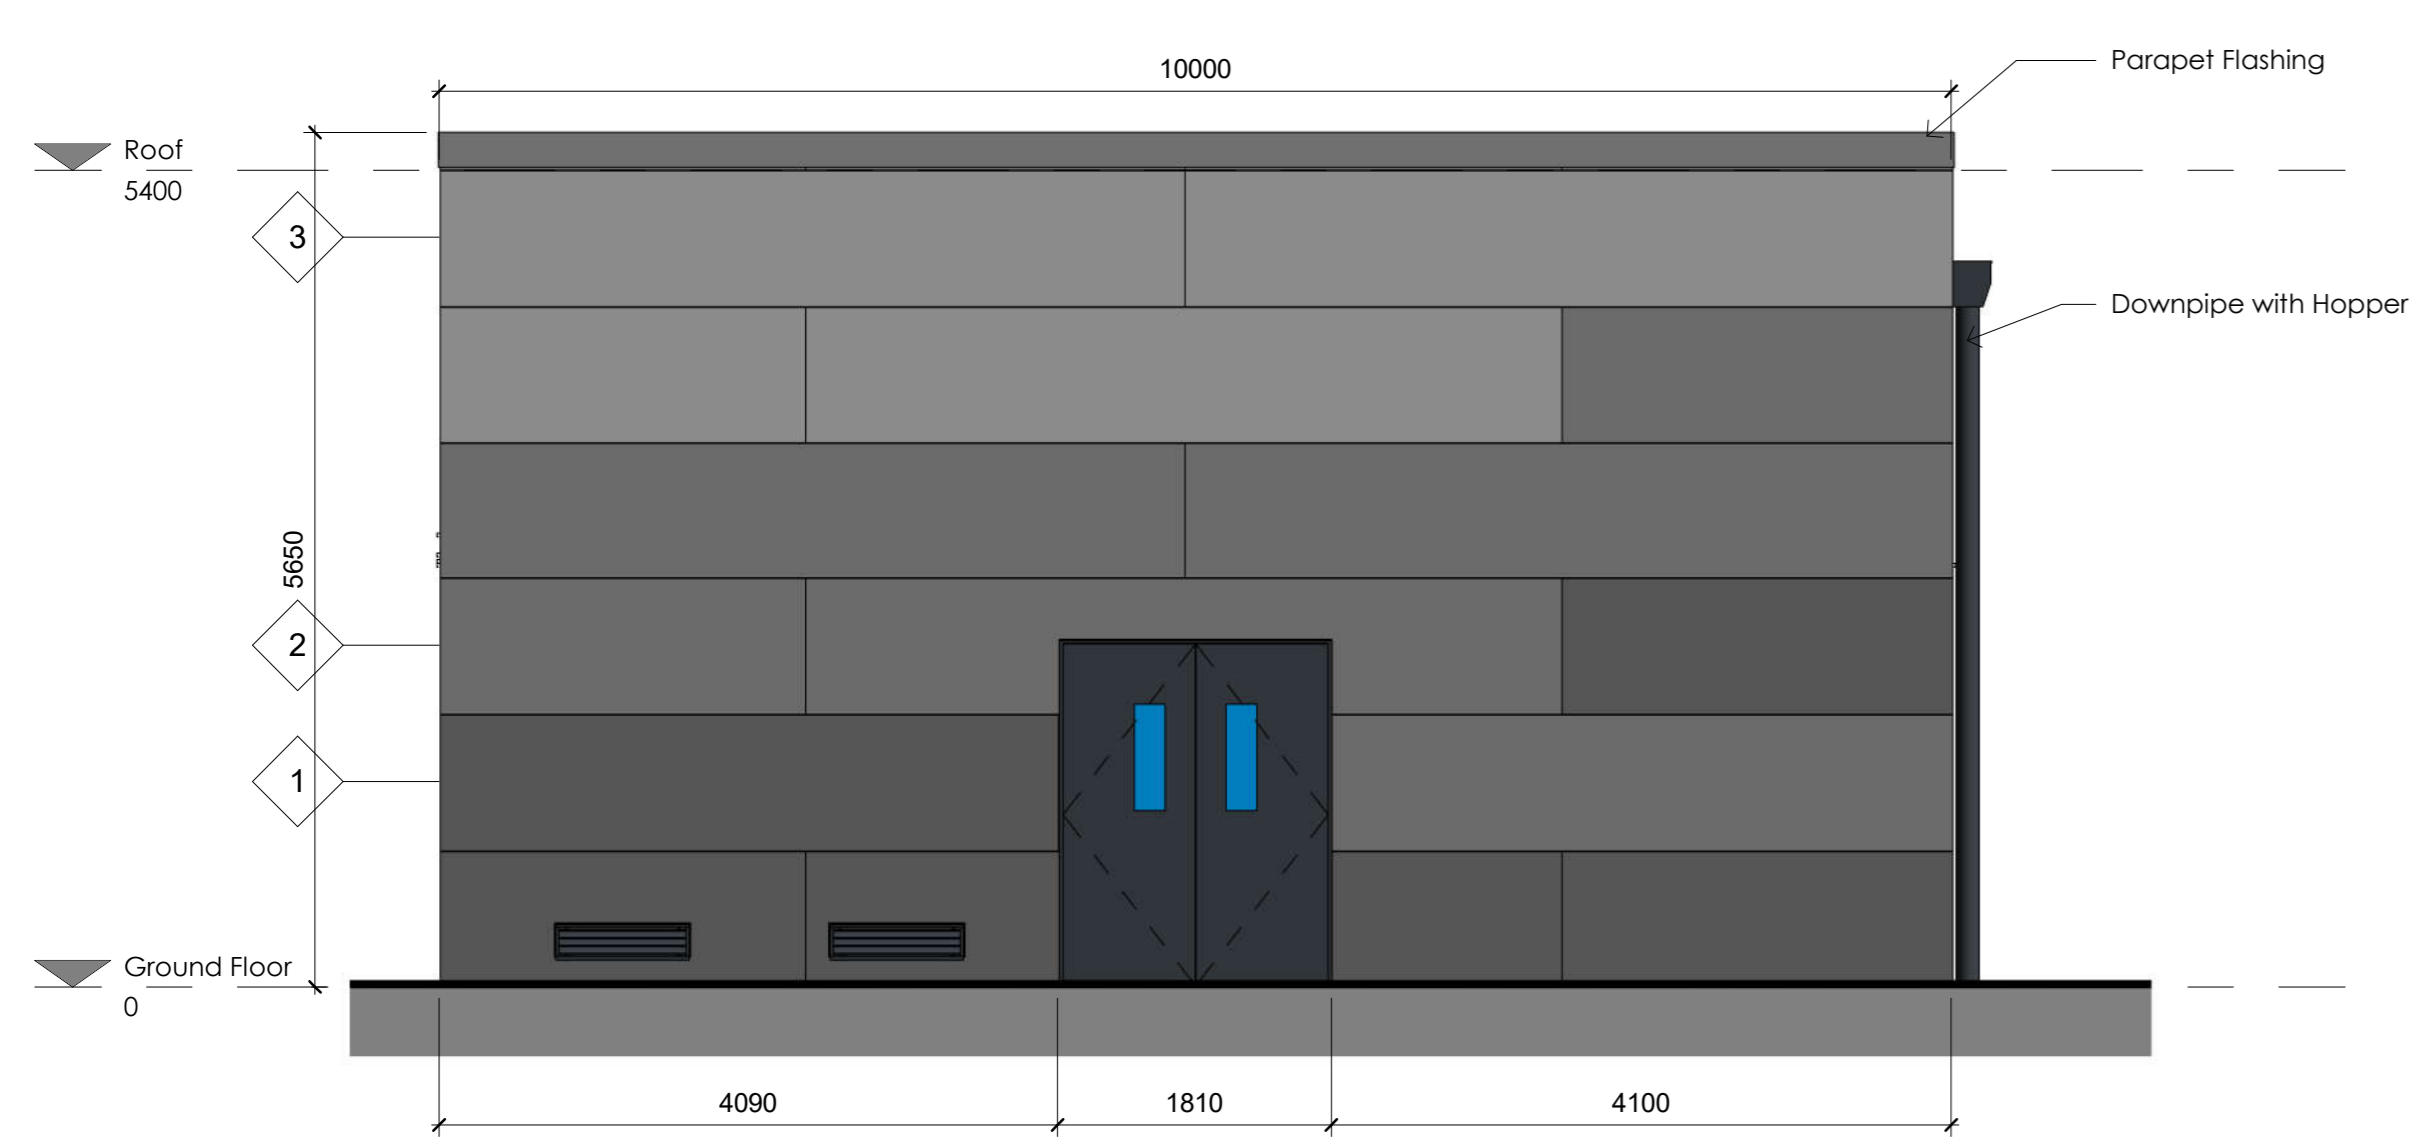 10000
Parapet Flashing
Roof
5400
3
Downpipe with Hopper
5650
2
1
Ground Floor
0
4090
1810
4100